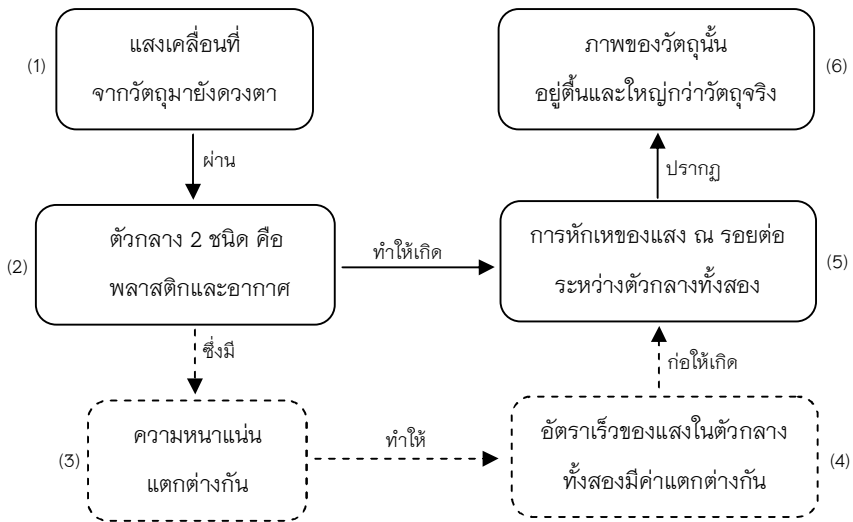 (1)
แสงเคลื่อนที่
จากวัตถุมายังดวงตา
ผ่าน
(2)
ตัวกลาง 2 ชนิด คือ
พลาสติกและอากาศ
ทำให้เกิด
ซึ่งมี
(3)
ความหนาแน่น
แตกต่างกัน
ทำให้
อัตราเร็วของแสงในตัวกลาง
ทั้งสองมีค่าแตกต่างกัน
(4)
ก่อให้เกิด
การหักเหของแสง ณ รอยต่อ
ระหว่างตัวกลางทั้งสอง
(5)
ปรากฏ
ภาพของวัตถุนั้น
อยู่ตื้นและใหญ่กว่าวัตถุจริง
(6)